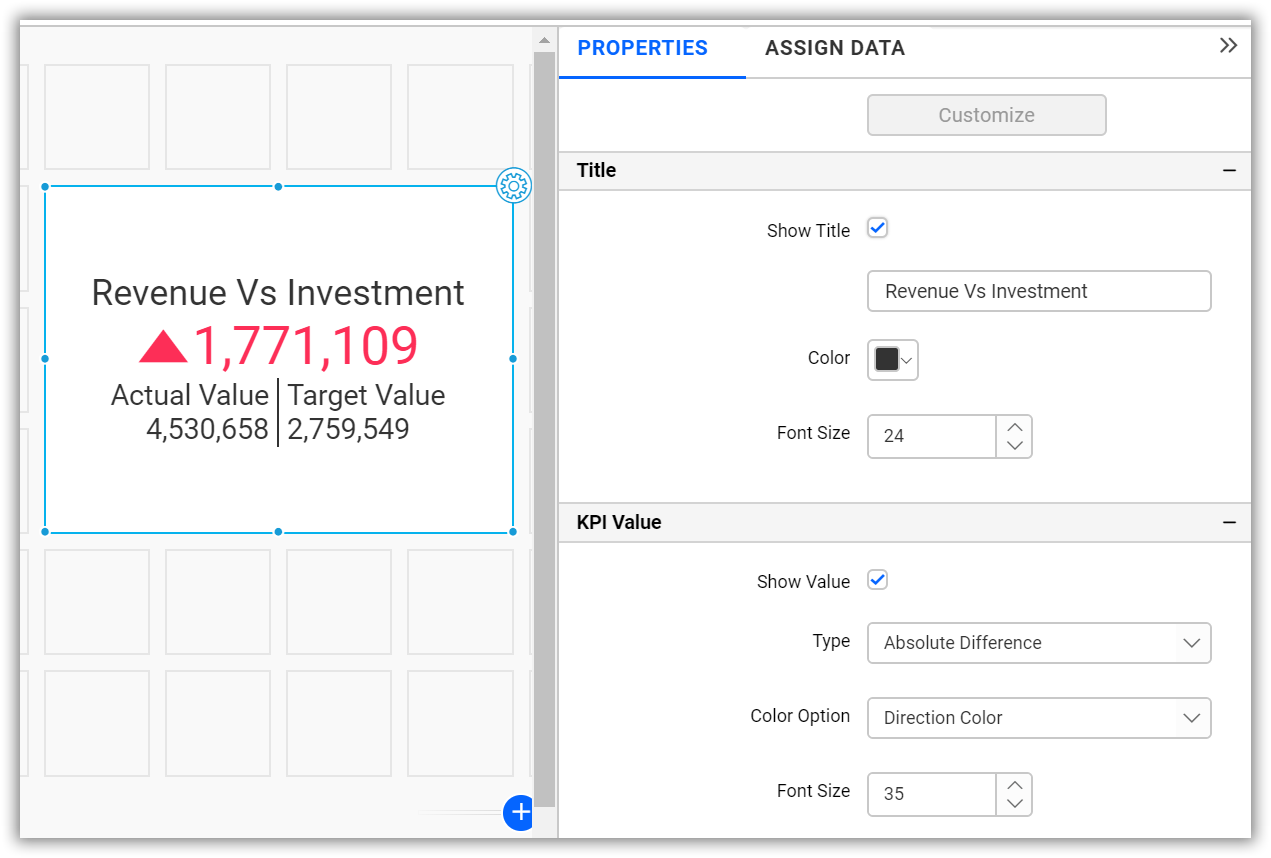 PROPERTIES ASSIGN DATA
Customize
Title
Show Title
Revenue Vs Investment
Color
Font Size 24
KPI Value
Show Value
Type Absolute Difference
Color Option Direction Color
Font Size 35
Revenue Vs Investment
1,771,109
Actual Value Target Value
4,530,658 2,759,549